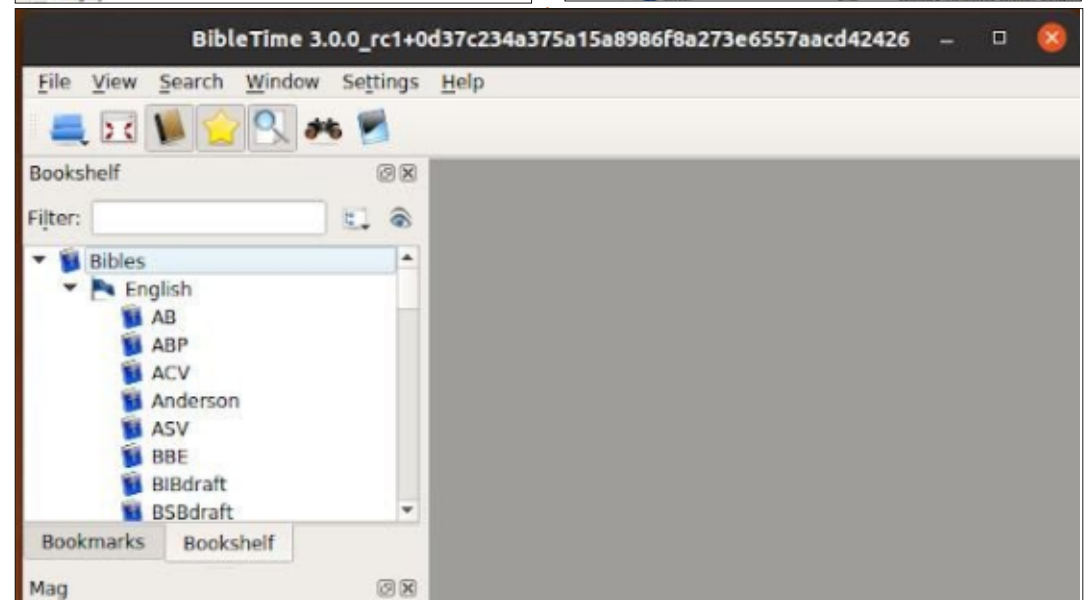 BibleTime 3.0.0_rc1+0d37c234a375a15a8986f8a273e6557aacd42426
File View Search Window Settings Help
Bookshelf
Filter:
Bibles
English
AB
ABP
ACV
Anderson
ASV
BBE
BIBdraft
BSBdraft
Bookmarks Bookshelf
Mag